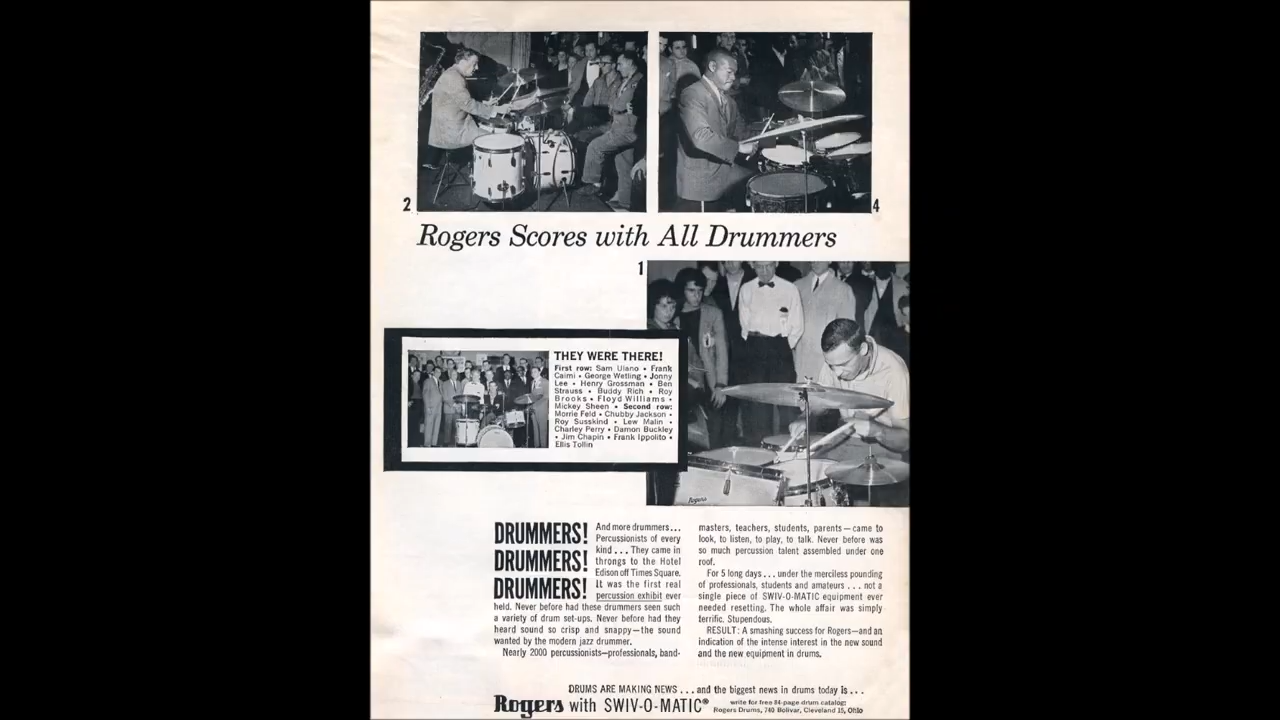 2
4
Rogers Scores with All Drummers
1
THEY WERE THERE!
First row: Sam Ulano • Frank
Caimi • George Wetling • Jonny
Lee • Henry Grossman • Ben
Strauss • Buddy Rich • Roy
Brooks • Floyd Williams •
Mickey Sheen • Second row:
Morrie Feld • Chubby Jackson •
Roy Susskind • Lew Malin •
Charley Perry • Damon Buckley
• Jim Chapin • Frank Ippolito •
Ellis Tollin
Rogers
DRUMMERS!
DRUMMERS!
DRUMMERS!
And more drummers...
Percussionists of every
kind... They came in
throngs to the Hotel
Edison off Times Square.
It was the first real
percussion exhibit ever
held. Never before had these drummers seen such
a variety of drum set-ups. Never before had they
heard sound so crisp and snappy—the sound
wanted by the modern jazz drummer.
Nearly 2000 percussionists—professionals, band-
masters, teachers, students, parents—came to
look, to listen, to play, to talk. Never before was
so much percussion talent assembled under one
roof.
For 5 long days... under the merciless pounding
of professionals, students and amateurs... not a
single piece of SWIV-O-MATIC equipment ever
needed resetting. The whole affair was simply
terrific. Stupendous.
RESULT: A smashing success for Rogers—and an
indication of the intense interest in the new sound
and the new equipment in drums.
DRUMS ARE MAKING NEWS... and the biggest news in drums today is...
Rogers with SWIV-O-MATIC®
write for free 84-page drum catalog:
Rogers Drums, 740 Bolivar, Cleveland 15, Ohio